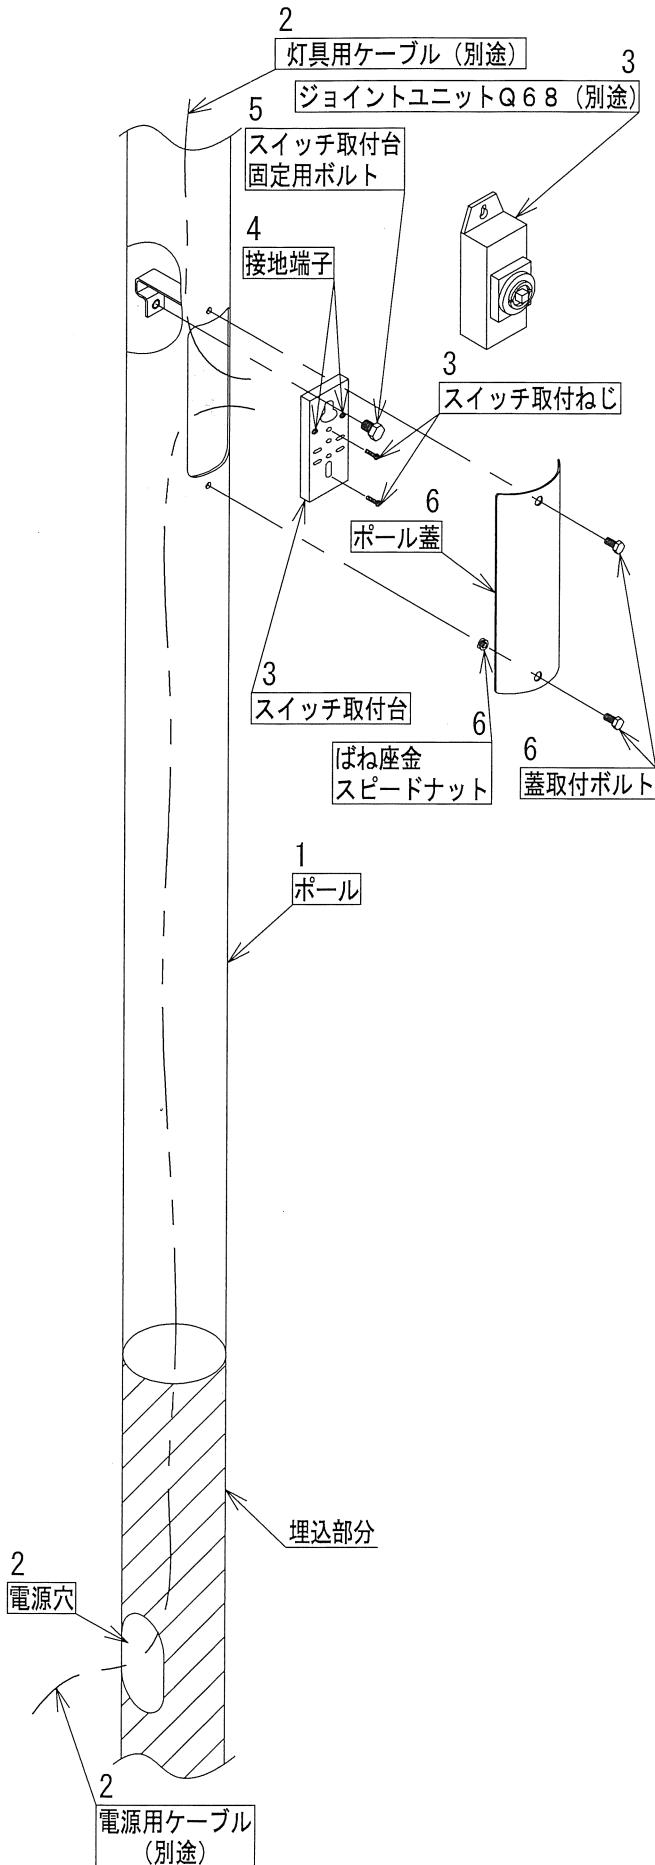 2
灯具用ケーブル（別途）
3
ジョイントユニットQ68（別途）
5
スイッチ取付台
固定用ボルト
4
接地端子
3
スイッチ取付ねじ
6
ポール蓋
3
スイッチ取付台
6
ばね座金
スピードナット
6
蓋取付ボルト
1
ポール
埋込部分
2
電源穴
2
電源用ケーブル
（別途）